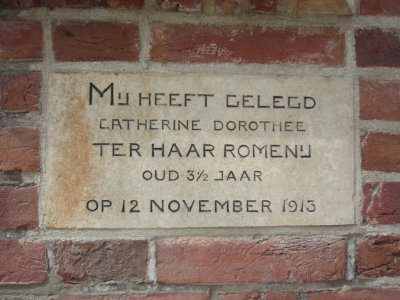 MIJ HEEFT GELEGD
CATHERINE DOROTHEE
TER HAAR ROMENIJ
OUD 3½ JAAR
OP 12 NOVEMBER 1913